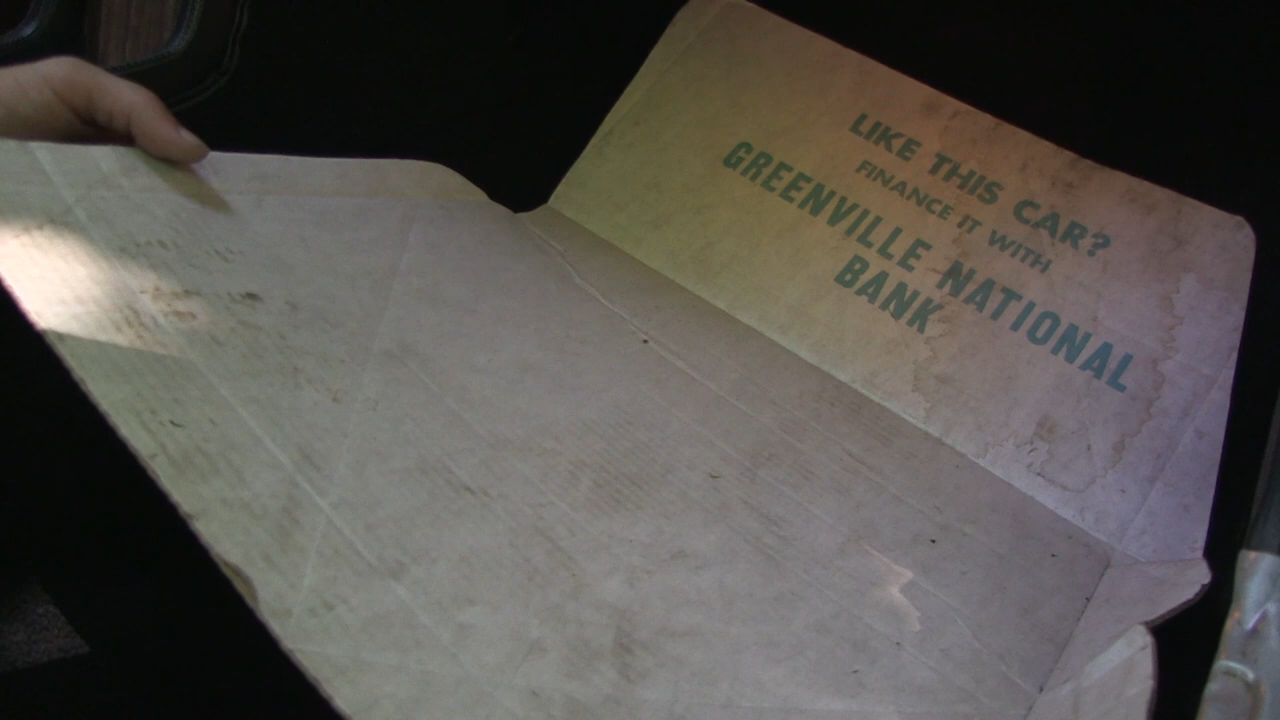 LIKE THIS CAR?
FINANCE IT WITH
GREENVILLE NATIONAL
BANK